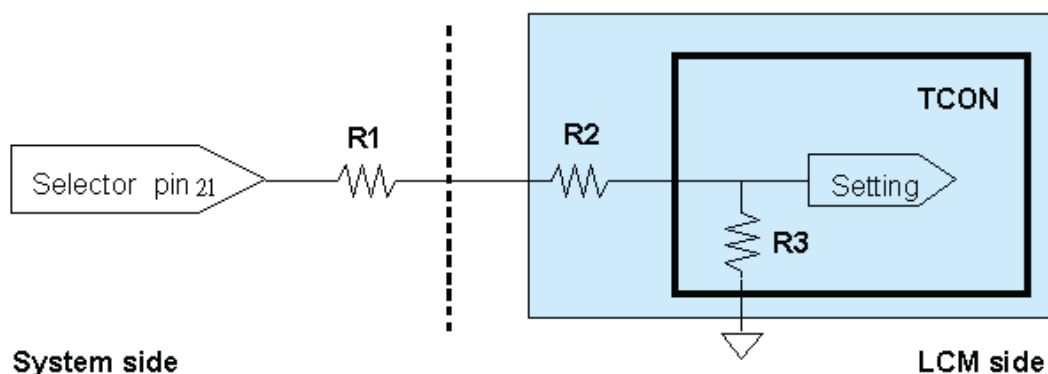 TCON
R1
R2
Selector pin 21
Setting
R3
System side
LCM side